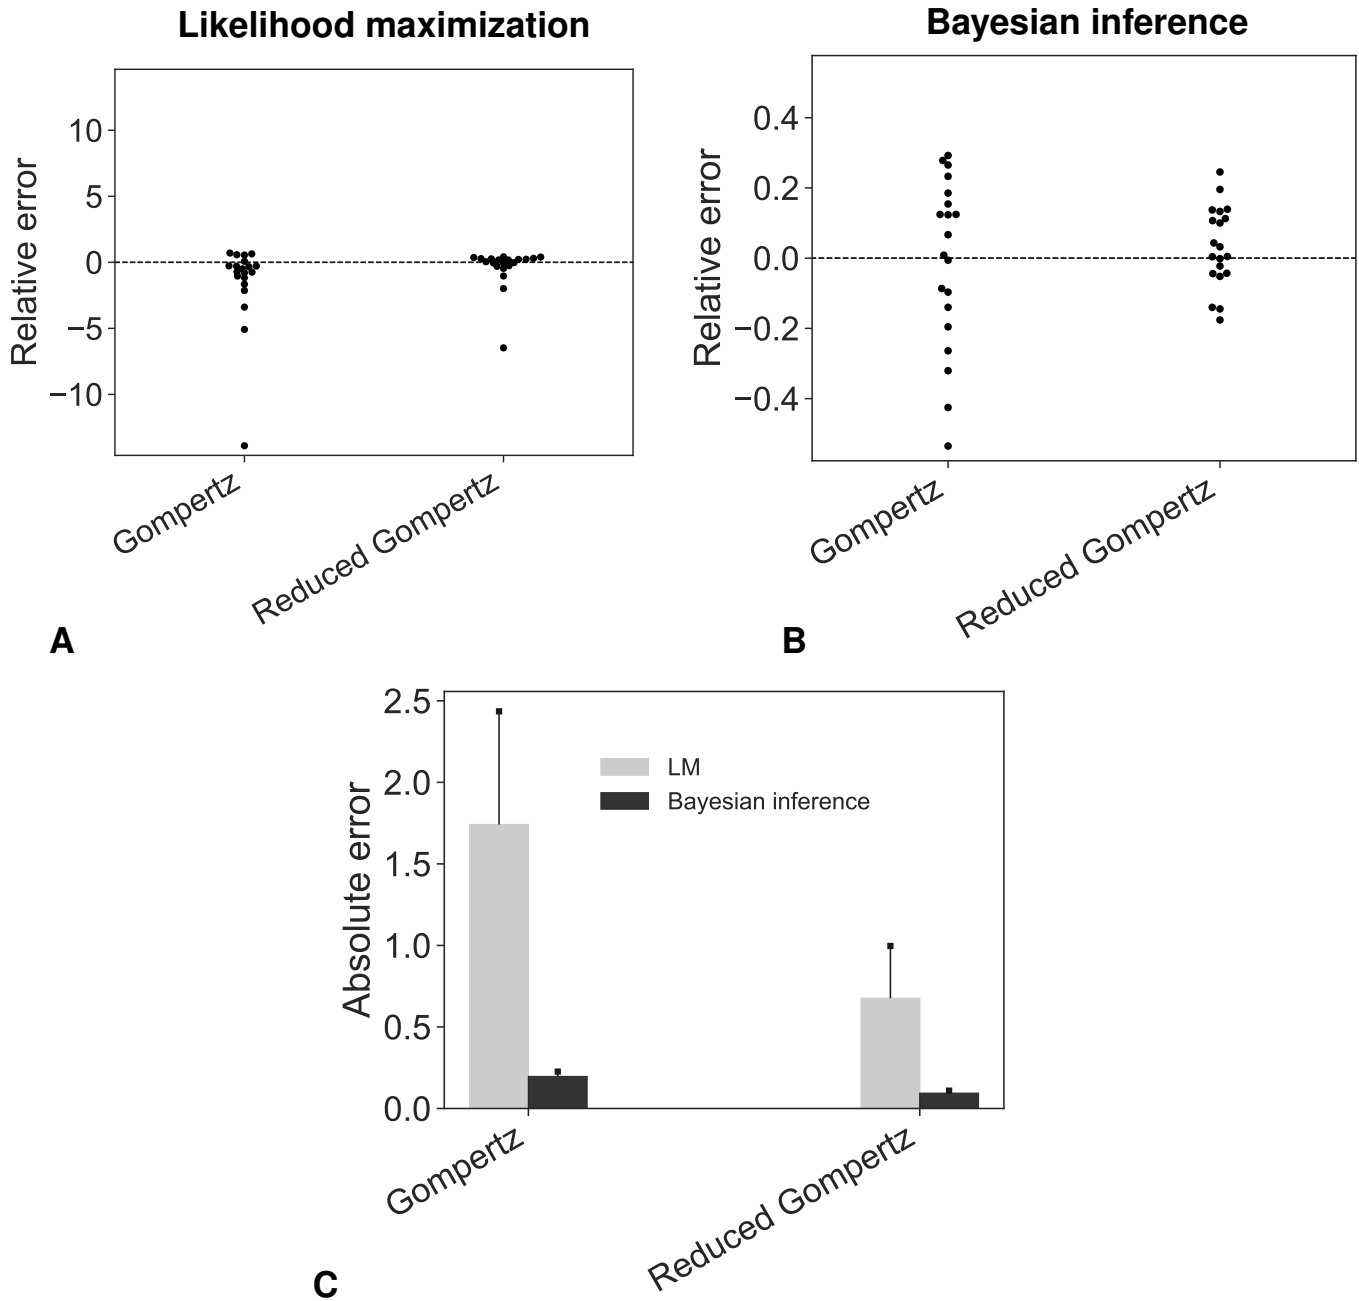 Likelihood maximization
Relative error
10
5
0
−5
−10
Gompertz
Reduced Gompertz
A
Bayesian inference
Relative error
0.4
0.2
0.0
−0.2
−0.4
Gompertz
Reduced Gompertz
B
Absolute error
2.5
2.0
1.5
1.0
0.5
0.0
LM
Bayesian inference
Gompertz
Reduced Gompertz
C